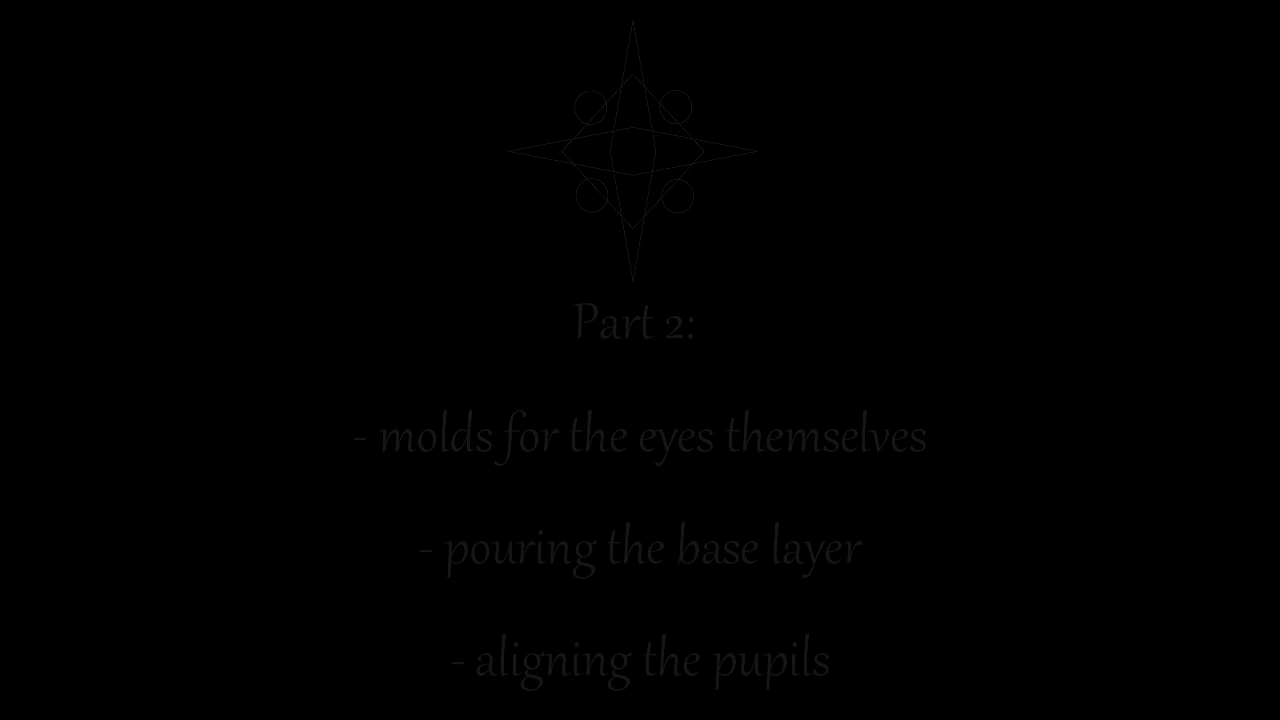 Part 2:
- molds for the eyes themselves
- pouring the base layer
- aligning the pupils